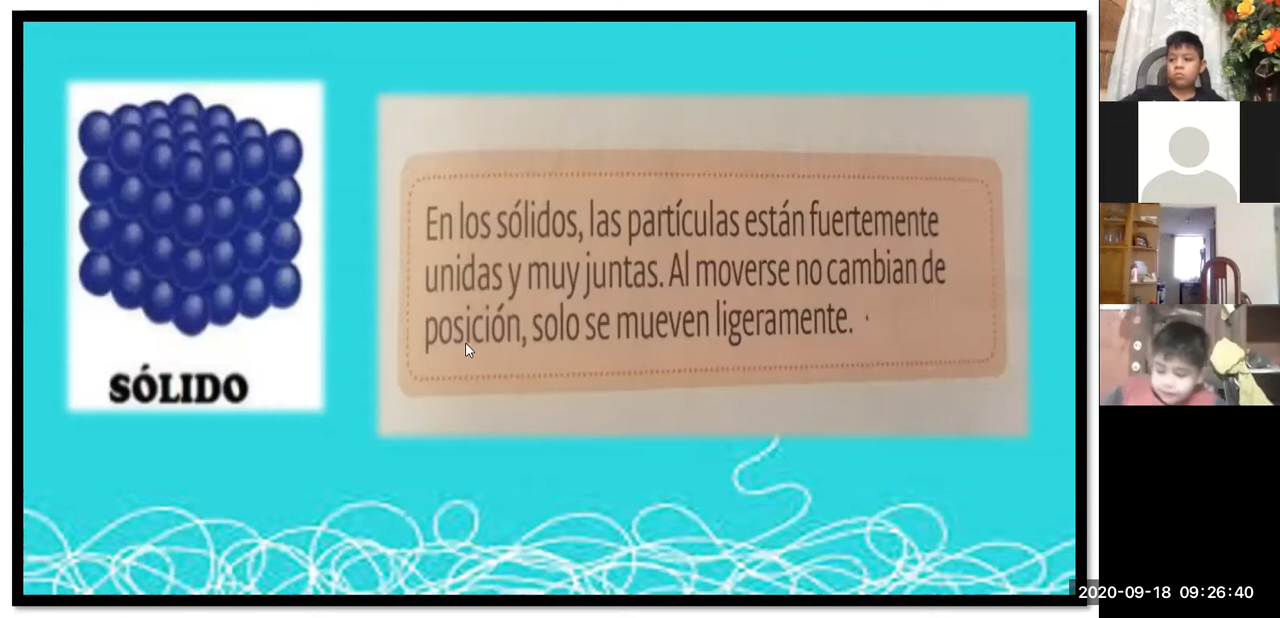 SÓLIDO
En los sólidos, las partículas están fuertemente
unidas y muy juntas. Al moverse no cambian de
posición, solo se mueven ligeramente.
2020-09-18 09:26:40